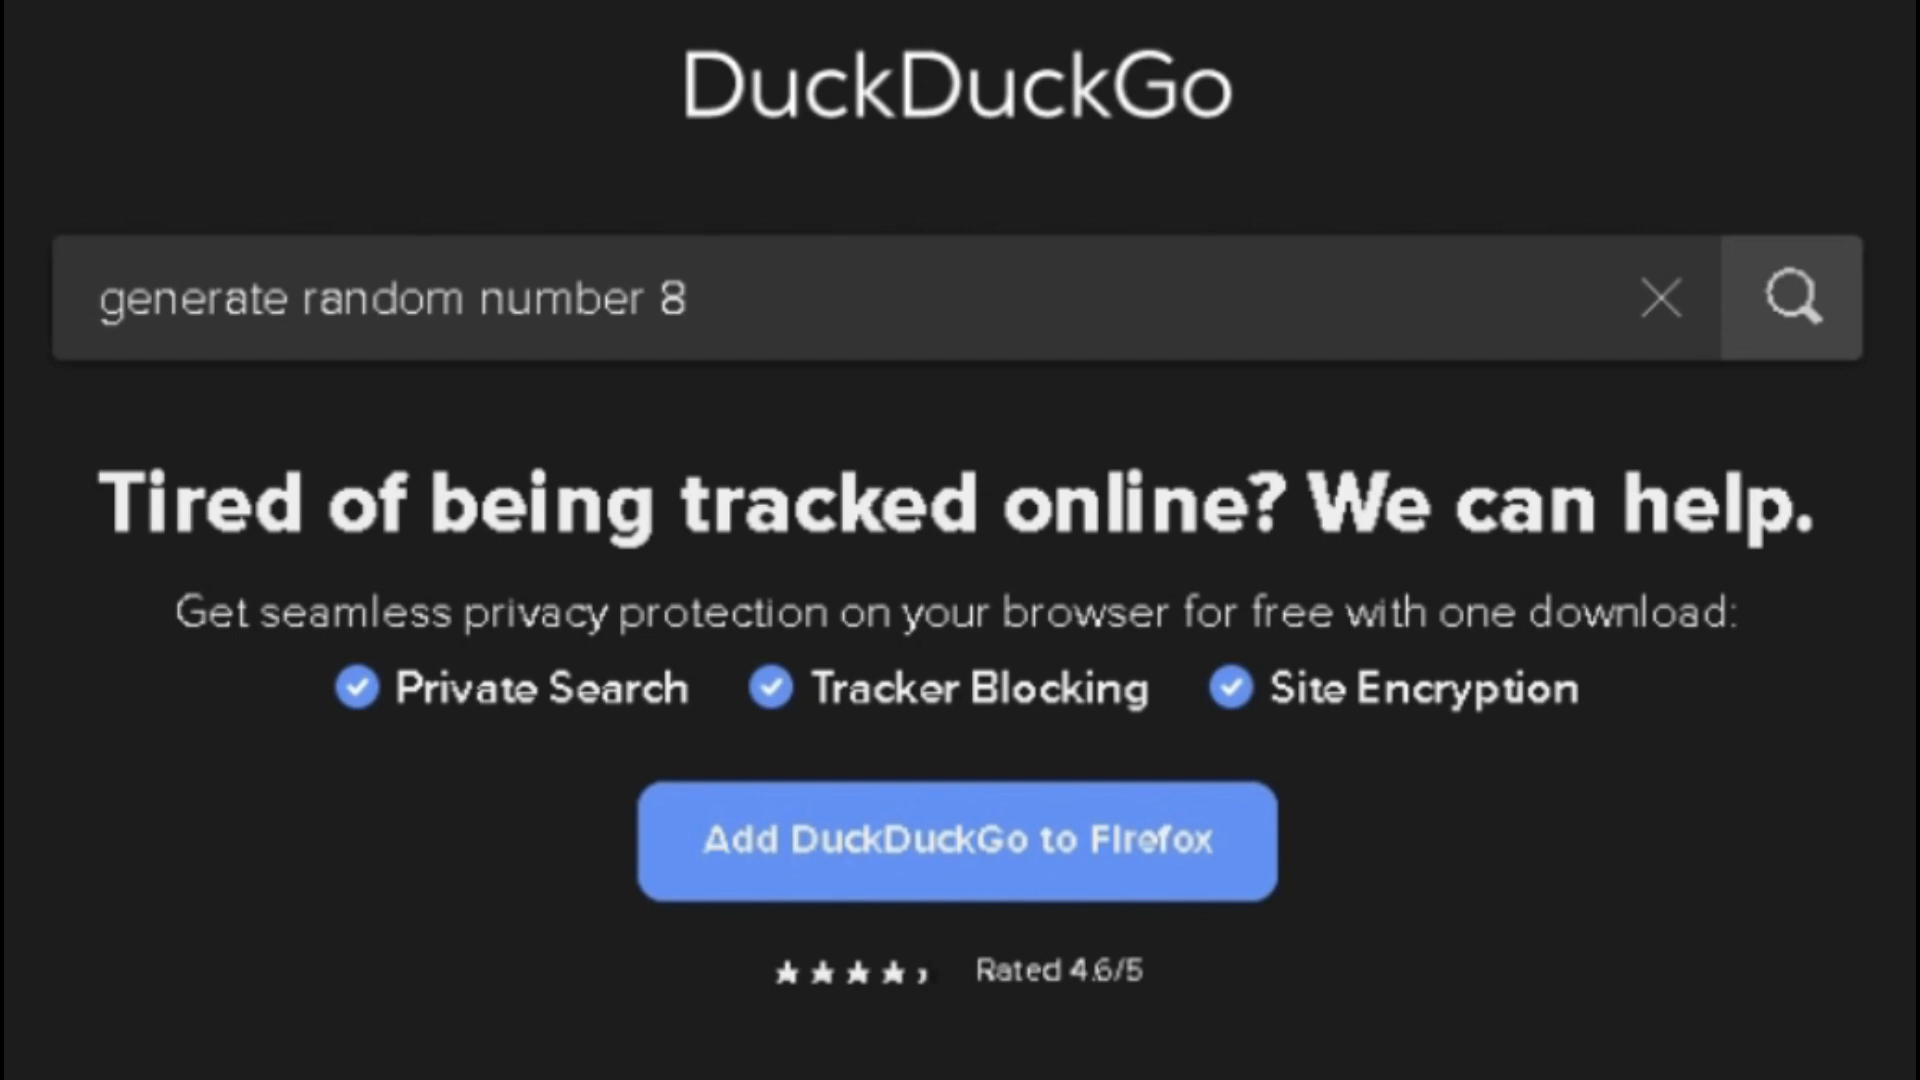 DuckDuckGo
generate random number 8
Tired of being tracked online? We can help.
Get seamless privacy protection on your browser for free with one download:
Private Search Tracker Blocking Site Encryption
Add DuckDuckGo to Firefox
Rated 4.6/5